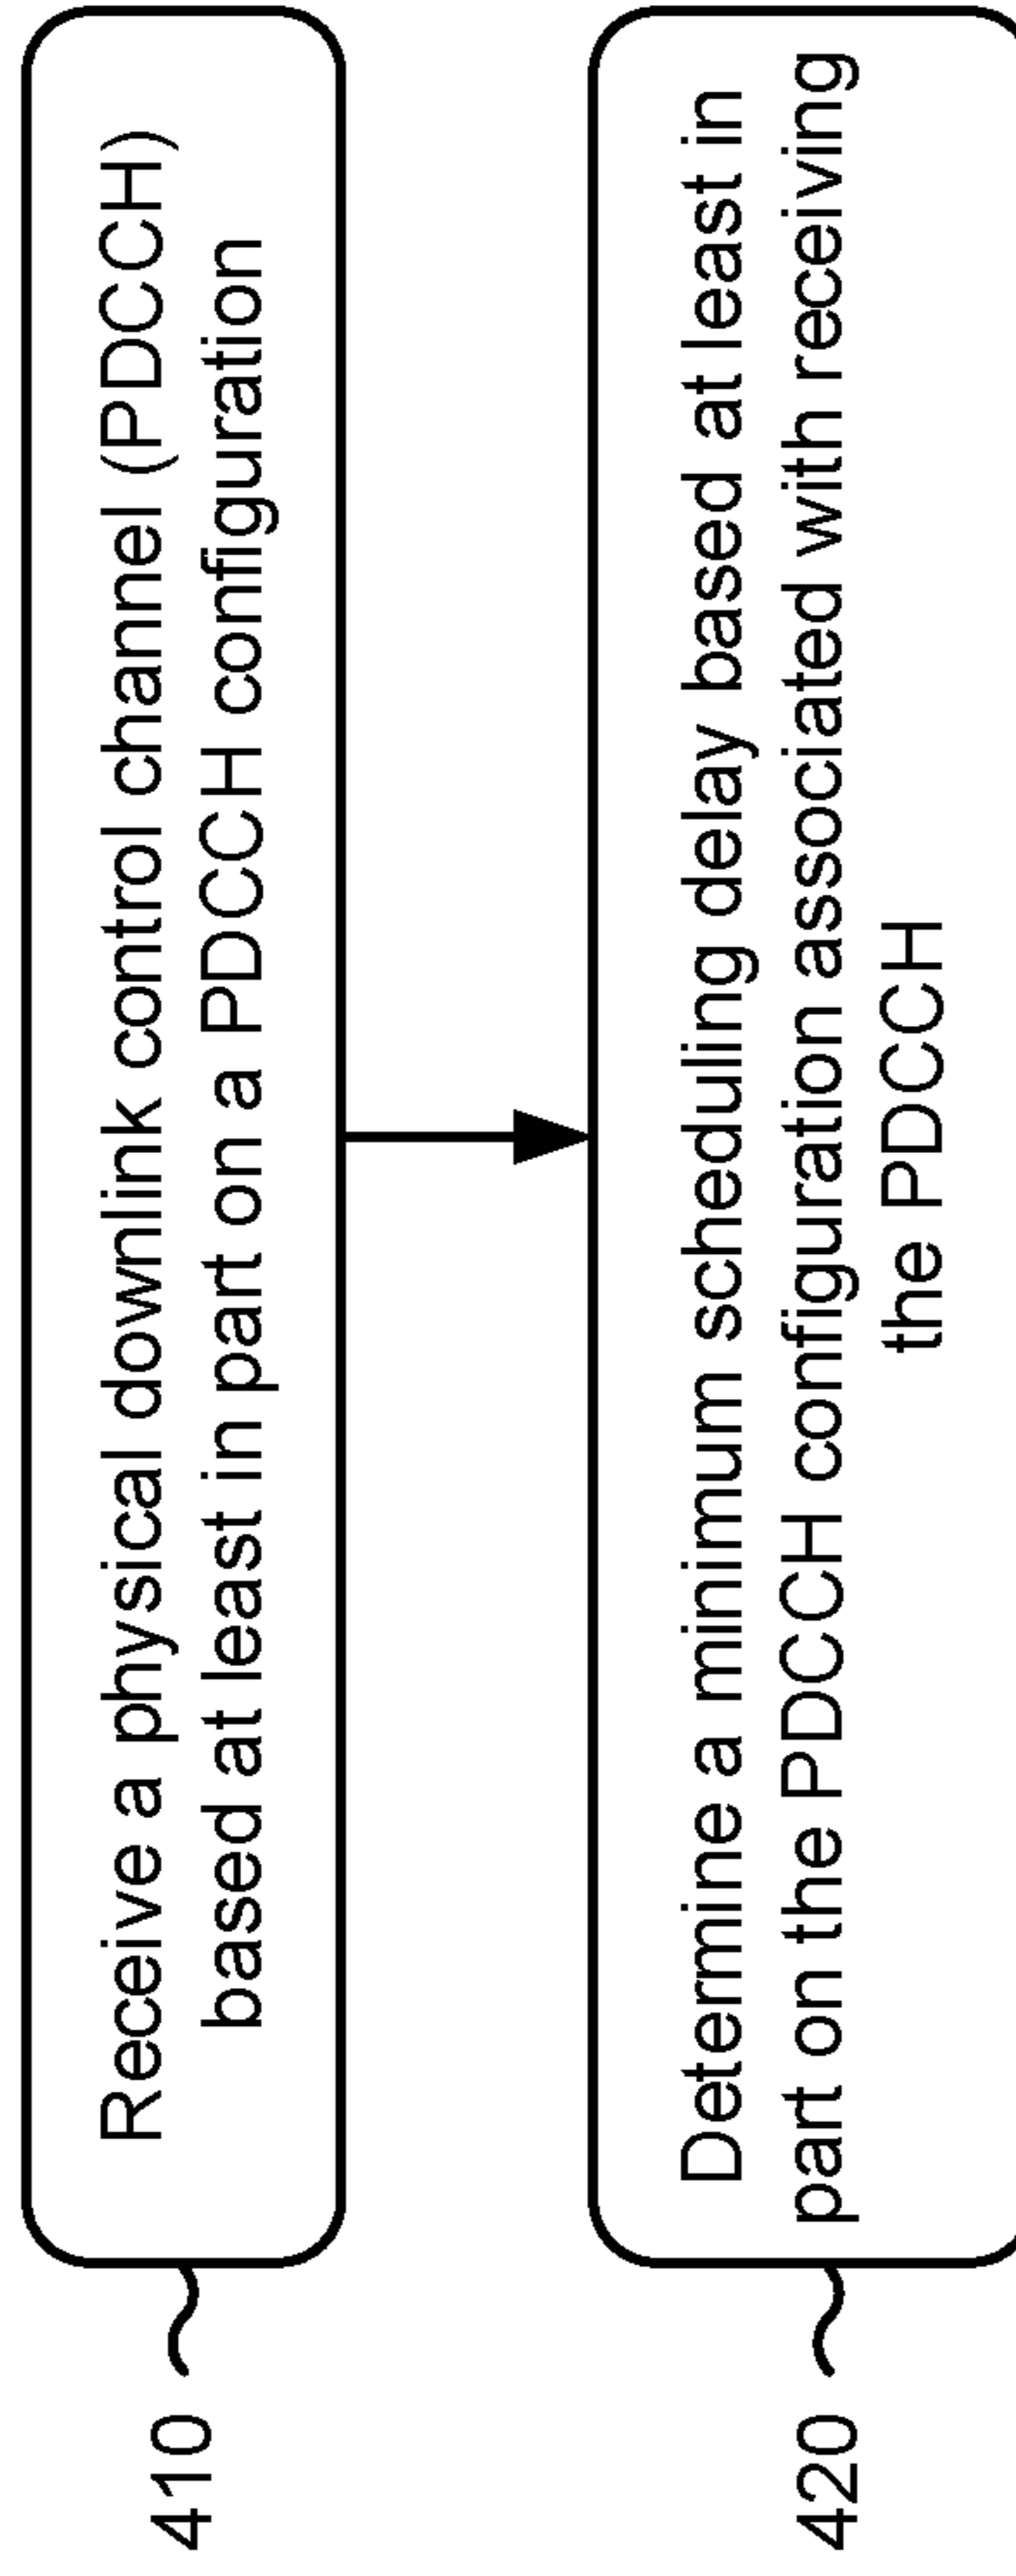 410
Receive a physical downlink control channel (PDCCH)
based at least in part on a PDCCH configuration
420
Determine a minimum scheduling delay based at least in
part on the PDCCH configuration associated with receiving
the PDCCH